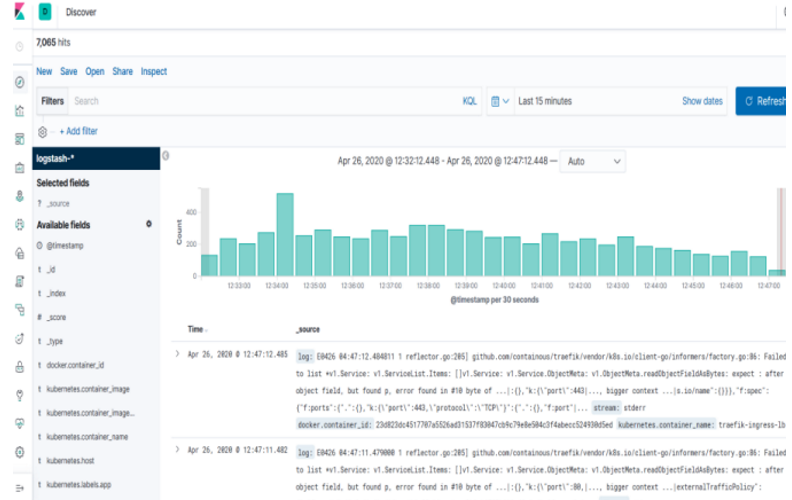 D Discover
7,065 hits
New Save Open Share Inspect
Filters Search KQL Last 15 minutes Show dates Refresh
+ Add filter
logstash-*
Apr 26, 2020 @ 12:32:12.448 - Apr 26, 2020 @ 12:47:12.448 — Auto
Selected fields
? _source
Available fields
@timestamp
t _id
t _index
# _score
t _type
t docker.container_id
t kubernetes.container_image
t kubernetes.container_image...
t kubernetes.container_name
t kubernetes.host
t kubernetes.labels.app
Count
400
200
0
12:33:00 12:34:00 12:35:00 12:36:00 12:37:00 12:38:00 12:39:00 12:40:00 12:41:00 12:42:00 12:43:00 12:44:00 12:45:00 12:46:00 12:47:00
@timestamp per 30 seconds
Time _source
Apr 26, 2020 @ 12:47:12.485 log: E0426 04:47:12.484811 1 reflector.go:205] github.com/containous/traefik/vendor/k8s.io/client-go/informers/factory.go:86: Failed
to list *v1.Service: v1.ServiceList.Items: []v1.Service: v1.Service.ObjectMeta: v1.ObjectMeta.readObjectFieldAsBytes: expect : after
object field, but found p, error found in #10 byte of ...|:{},"k:{\"port\":443|..., bigger context ...|s.io/name":{}}},"f:spec":
{"f:ports":{".":{},"k:{\"port\":443,\"protocol\":\"TCP\"}":{".":{},"f:port"|... stream: stderr
docker.container_id: kubernetes.container_name: traefik-ingress-lb
Apr 26, 2020 @ 12:47:11.482 log: E0426 04:47:11.479000 1 reflector.go:205] github.com/containous/traefik/vendor/k8s.io/client-go/informers/factory.go:86: Failed
to list *v1.Service: v1.ServiceList.Items: []v1.Service: v1.Service.ObjectMeta: v1.ObjectMeta.readObjectFieldAsBytes: expect : after
object field, but found p, error found in #10 byte of ...|:{},"k:{\"port\":80,|..., bigger context ...|externalTrafficPolicy":